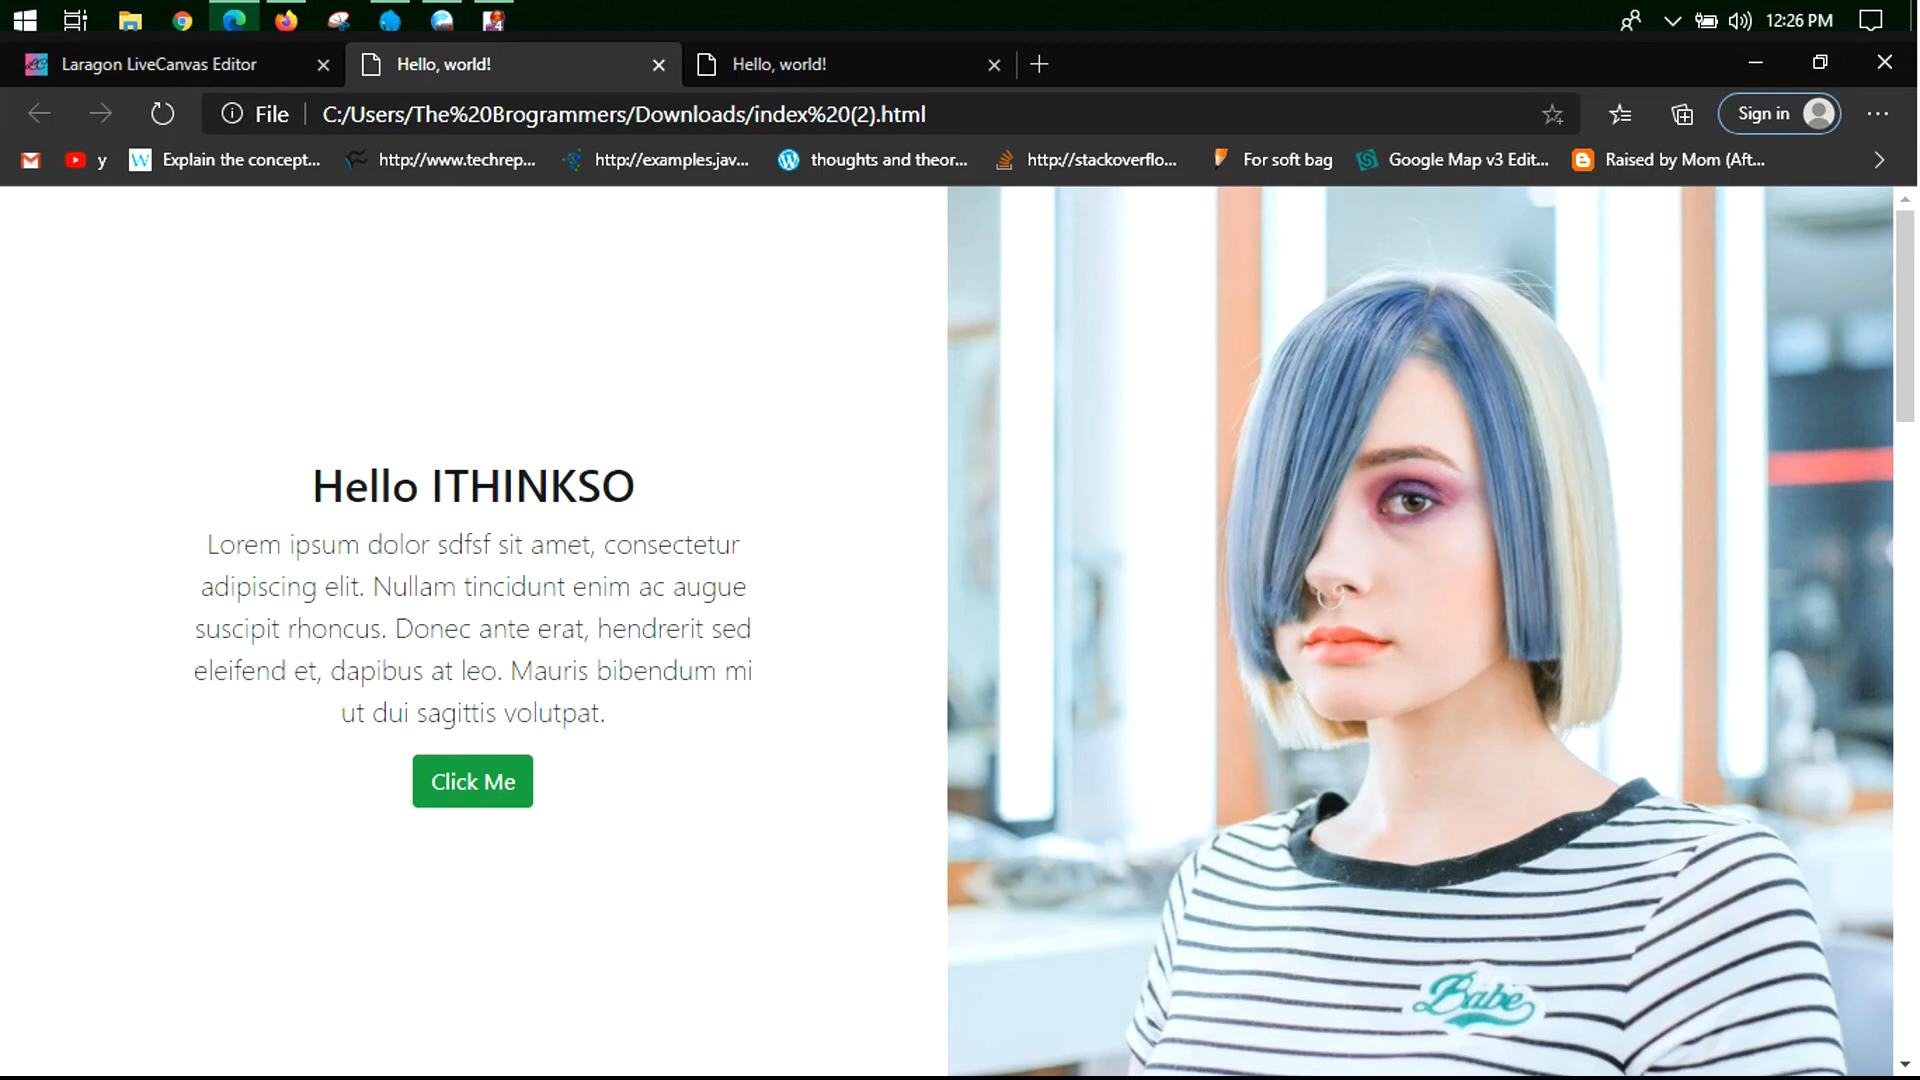 12:26 PM
Laragon LiveCanvas Editor
Hello, world!
Hello, world!
File
C:/Users/The%20Brogrammers/Downloads/index%20(2).html
Sign in
y
Explain the concept...
http://www.techrep...
http://examples.jav...
thoughts and theor...
http://stackoverflo...
For soft bag
Google Map v3 Edit...
Raised by Mom (Aft...
Hello ITHINKSO
Lorem ipsum dolor sdfsf sit amet, consectetur
adipiscing elit. Nullam tincidunt enim ac augue
suscipit rhoncus. Donec ante erat, hendrerit sed
eleifend et, dapibus at leo. Mauris bibendum mi
ut dui sagittis volutpat.
Click Me
Babe